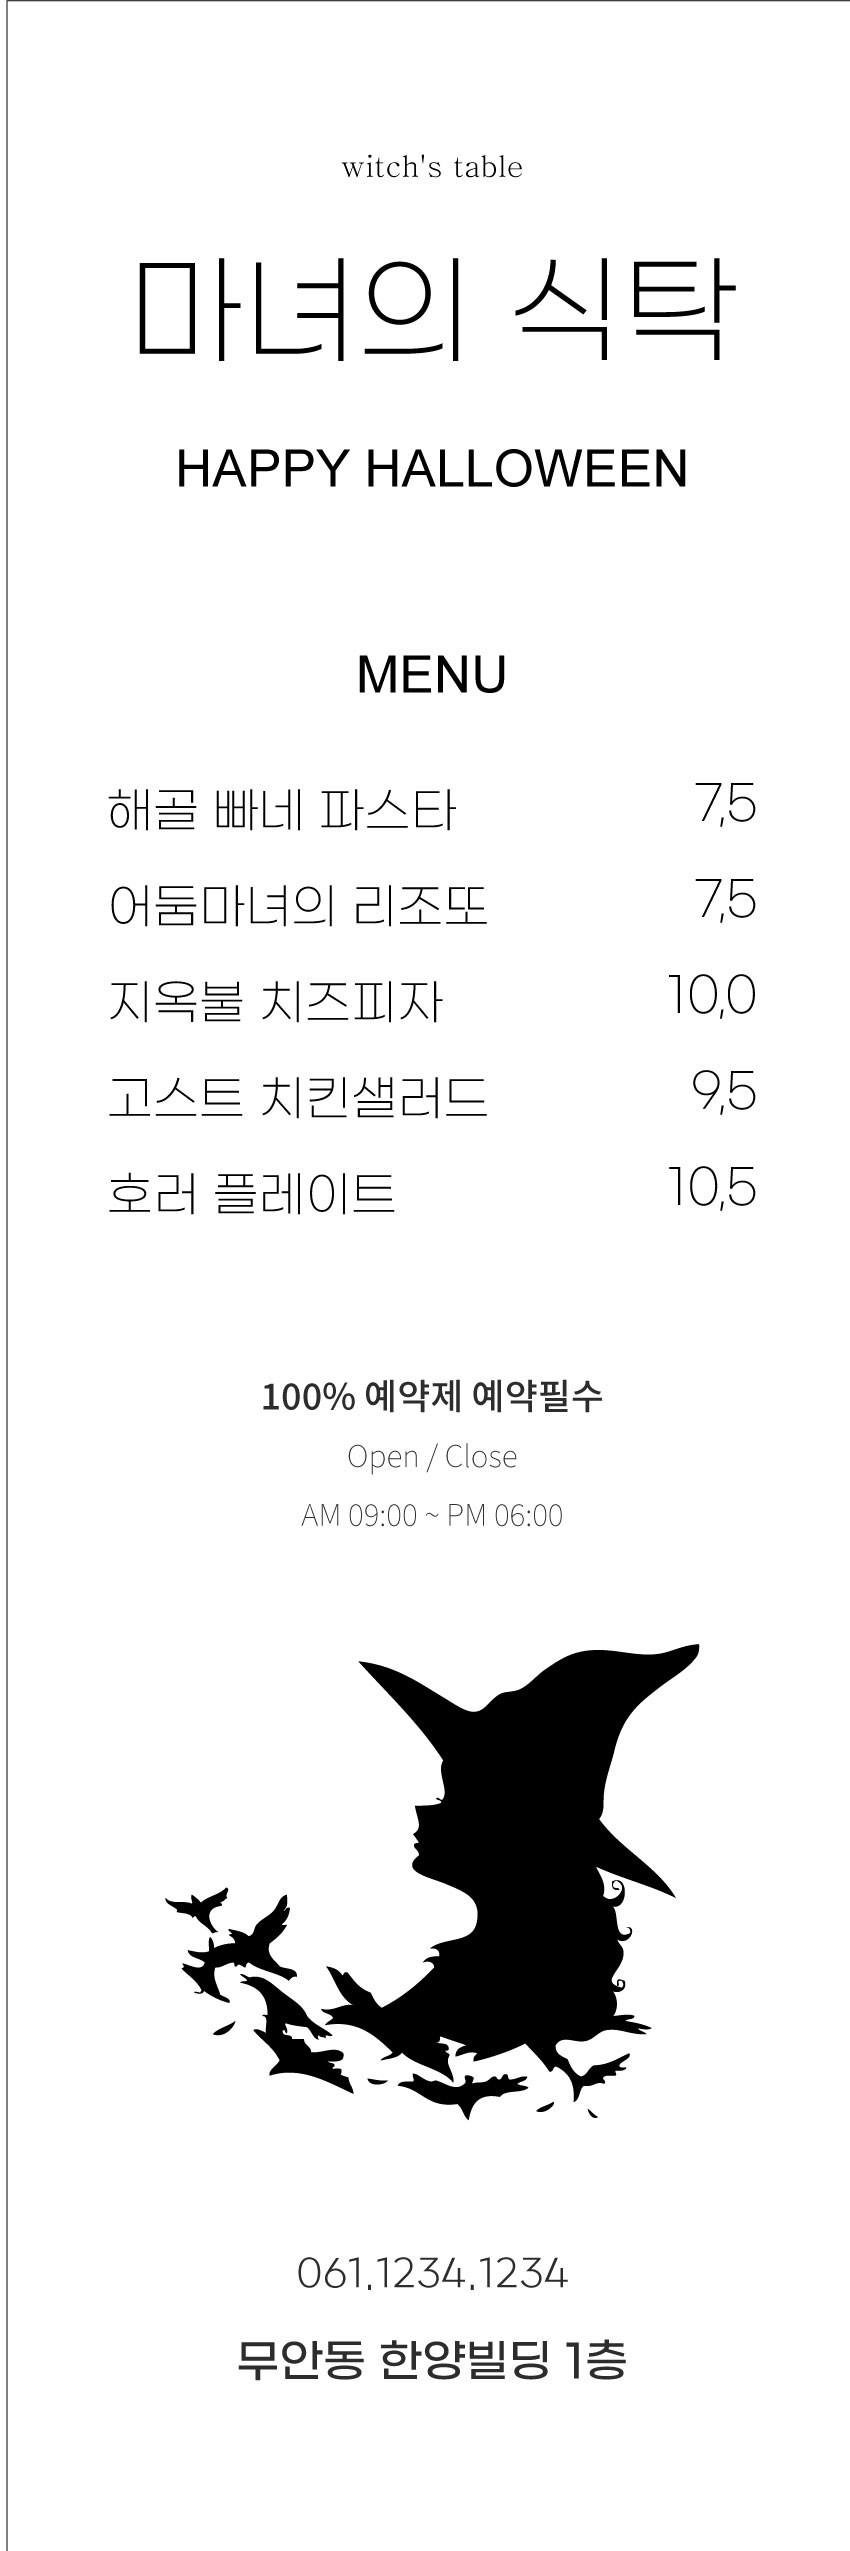 witch's table
마녀의 식탁
HAPPY HALLOWEEN
MENU
해골 빠네 파스타 7,5
어둠마녀의 리조또 7,5
지옥불 치즈피자 10,0
고스트 치킨샐러드 9,5
호러 플레이트 10,5
100% 예약제 예약필수
Open / Close
AM 09:00 ~ PM 06:00
061.1234.1234
무안동 한양빌딩 1층